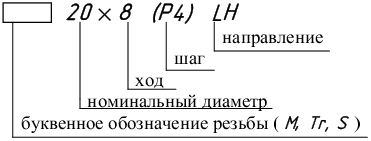 20 × 8 (P4) LH
направление
шаг
ход
номинальный диаметр
буквенное обозначение резьбы ( M, Tr, S )